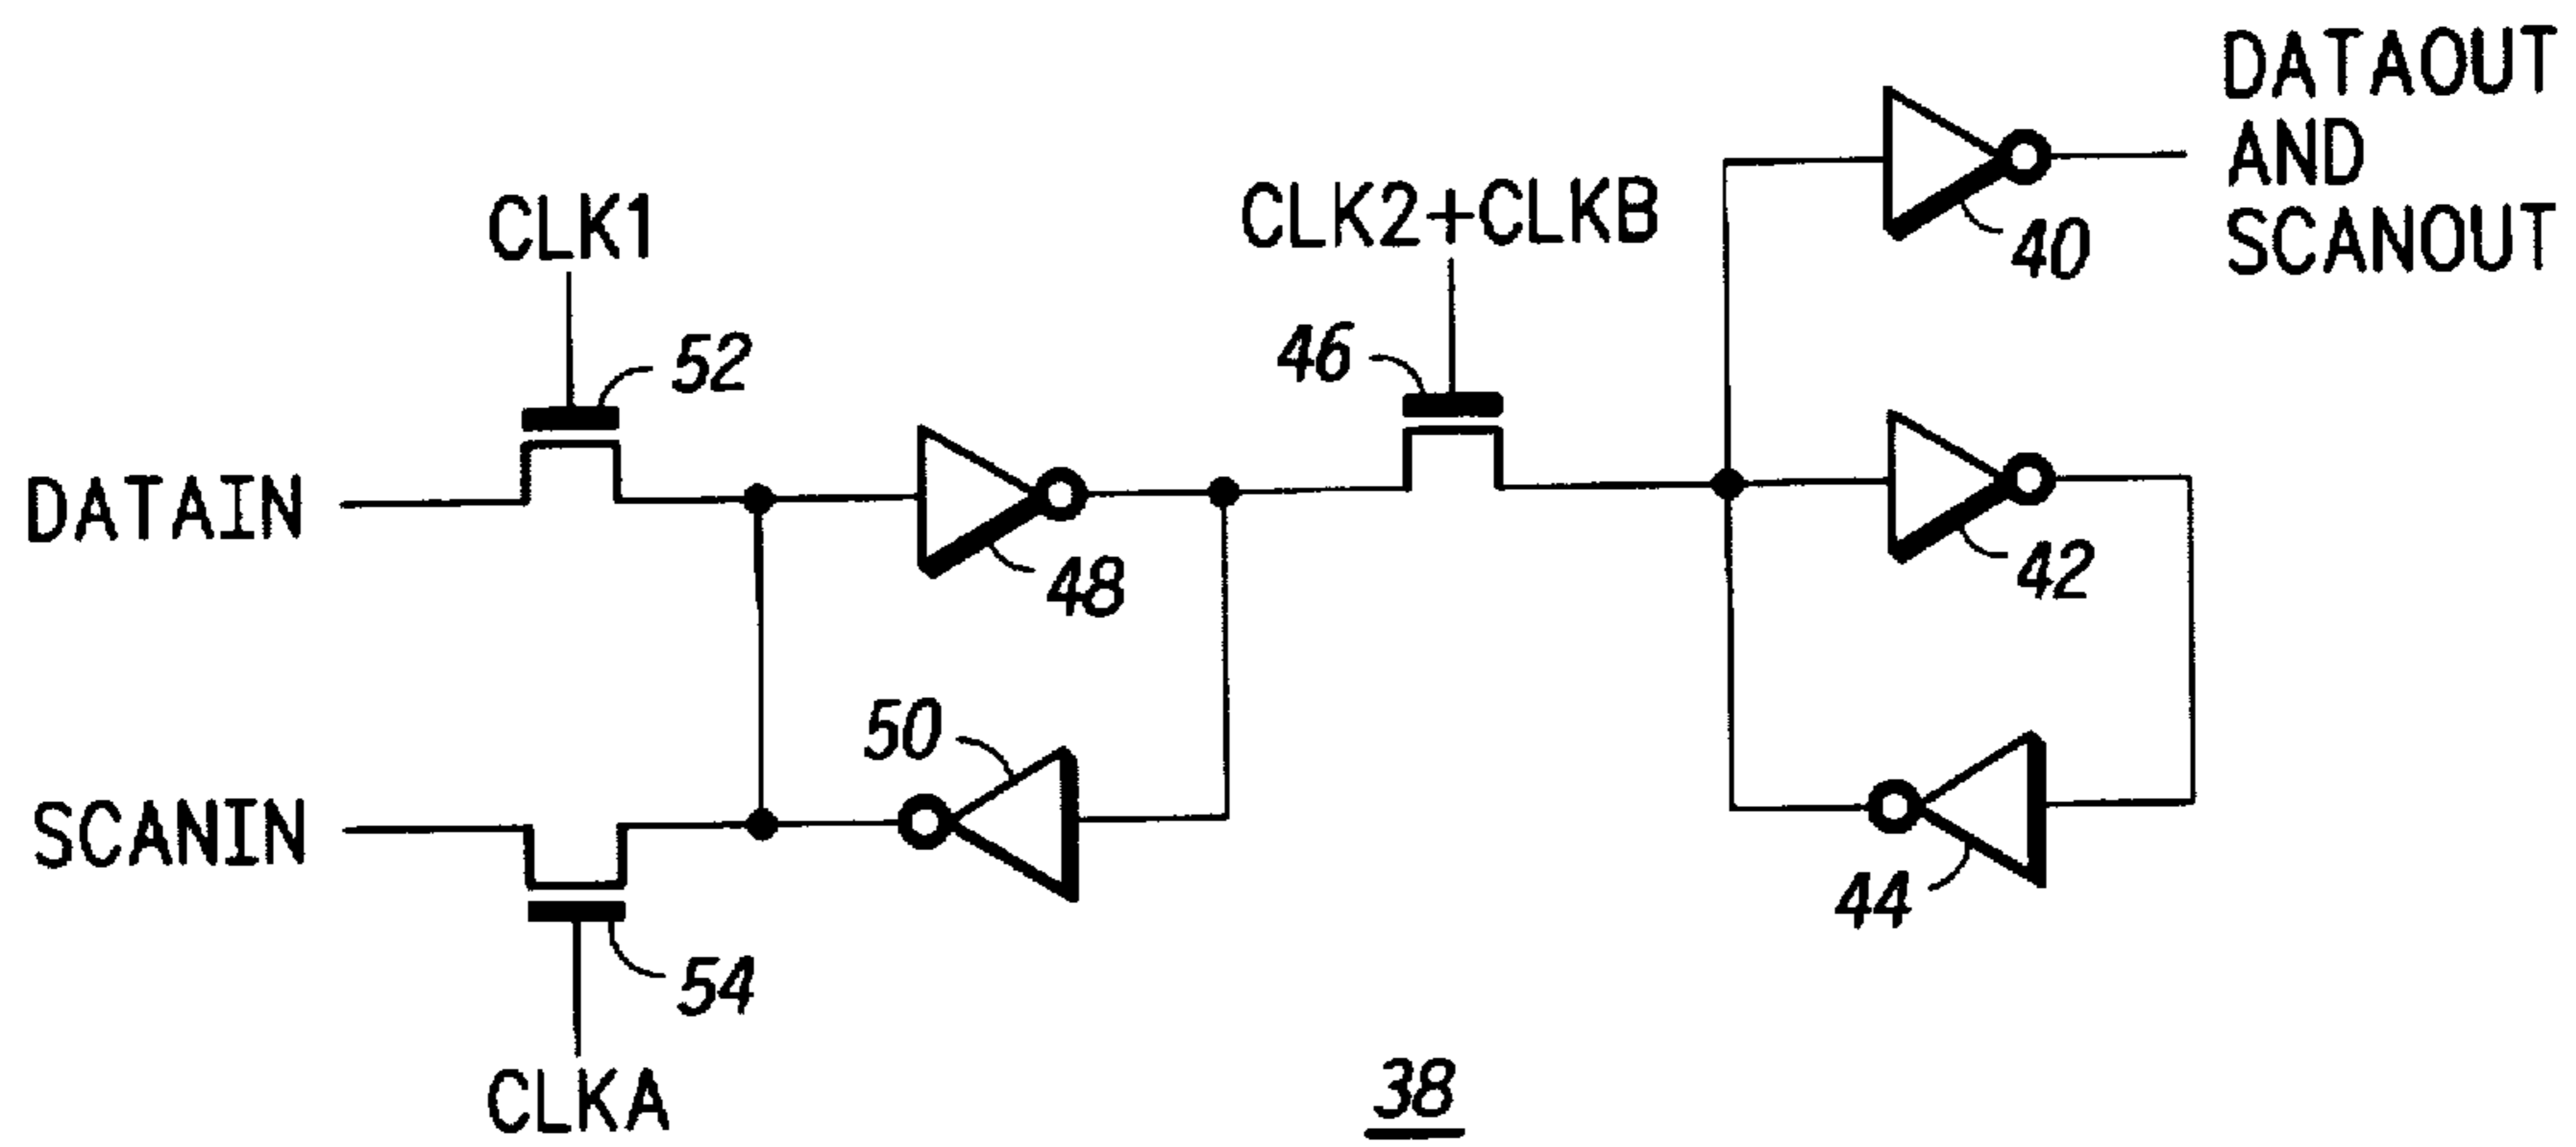 DATAOUT
AND
SCANOUT
40
CLK1
CLK2+CLKB
52
46
DATAIN
48
42
50
SCANIN
44
54
CLKA
38